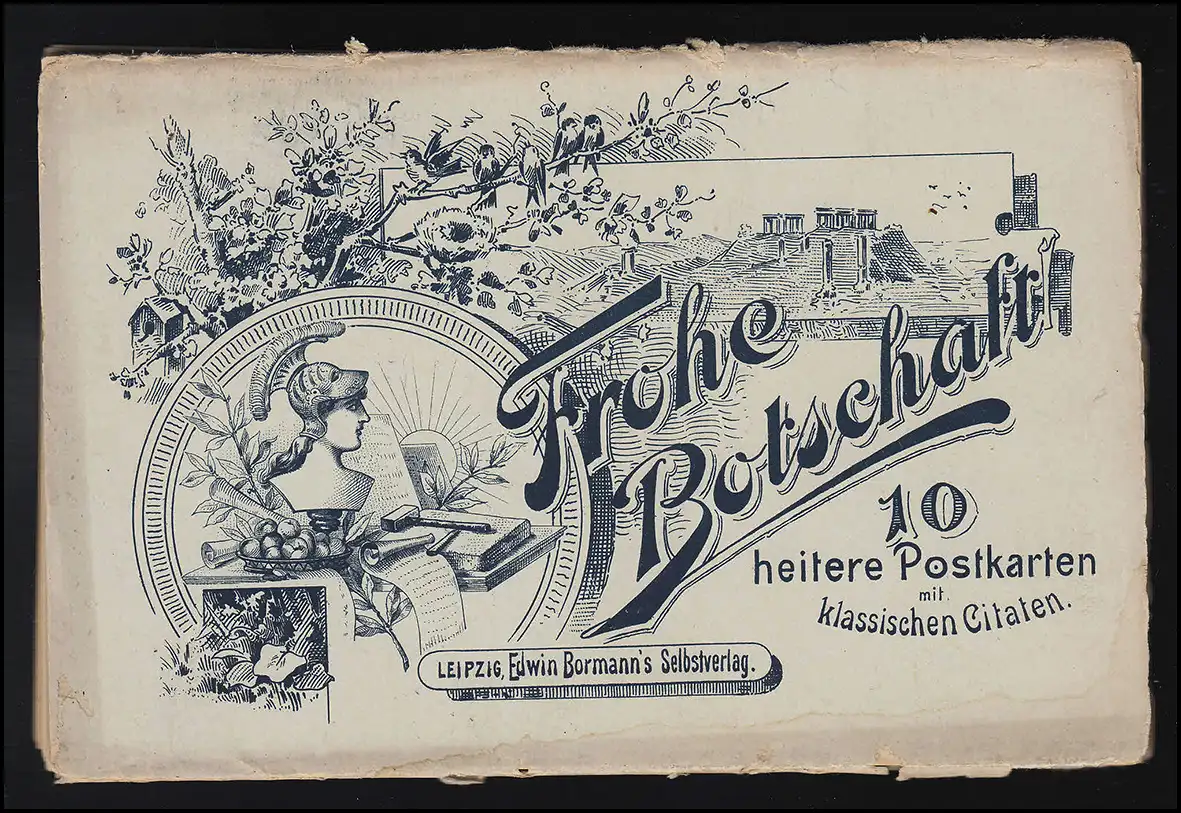 Frohe
Botschaft
10
heitere Postkarten
mit
klassischen Citaten.
LEIPZIG, Edwin Bormann's Selbstverlag.